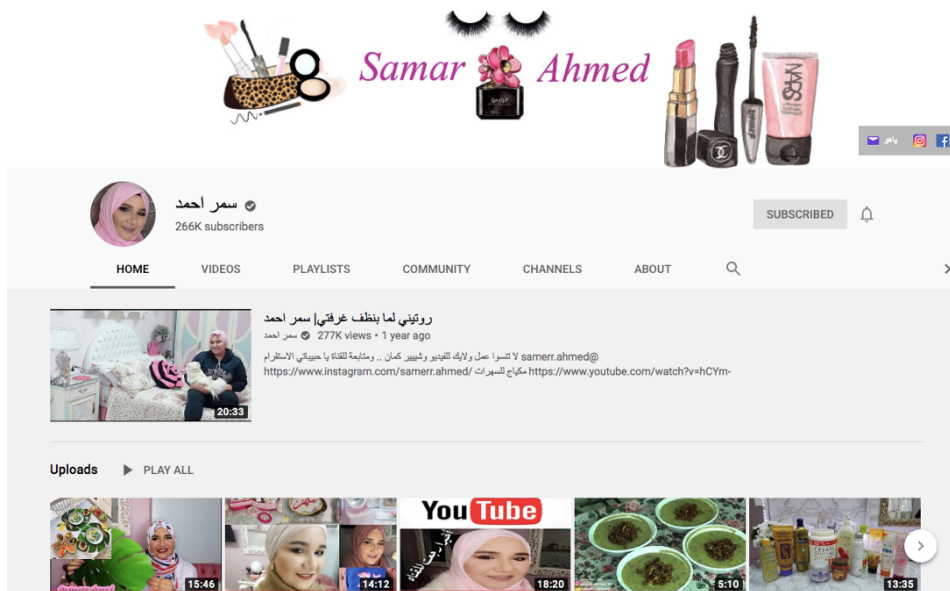 Samar Ahmed
DAISY
NARS
ياهو
سمر احمد
266K subscribers
SUBSCRIBED
HOME VIDEOS PLAYLISTS COMMUNITY CHANNELS ABOUT
روتيني لما بنظف غرفتي| سمر احمد
سمر احمد 277K views • 1 year ago
@samerr.ahmed لا تنسوا عمل ولايك للفيديو وشيير كمان .. ومتابعة للقناة يا حبيباتي الاستقرام
https://www.instagram.com/samerr.ahmed/ مكياج للسهرات https://www.youtube.com/watch?v=hCYm-
20:33
Uploads PLAY ALL
YouTube
15:46
14:12
18:20
5:10
CREAM
13:35